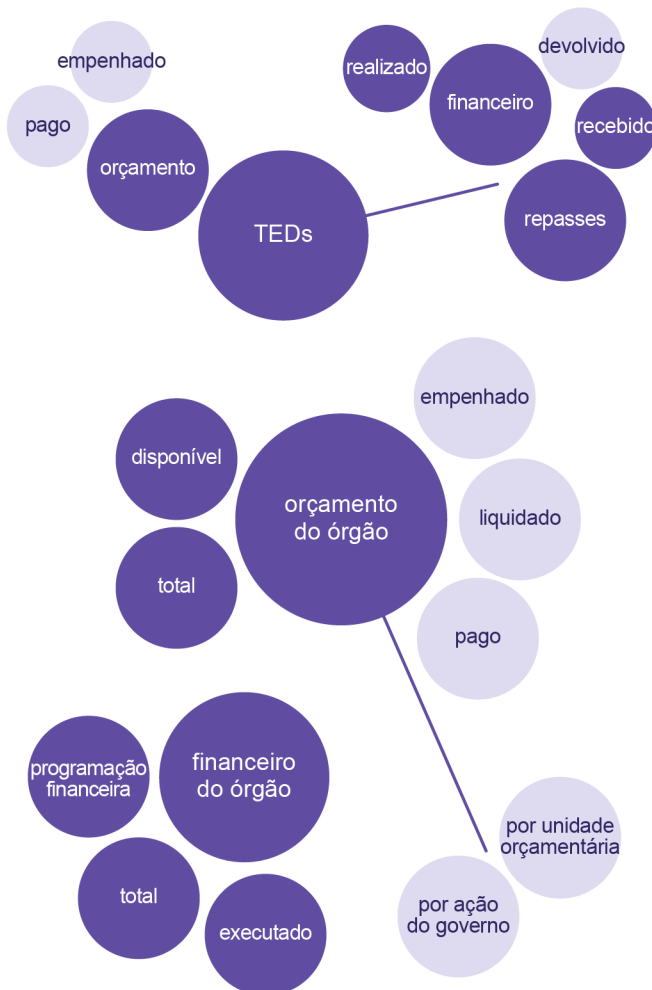 empenhado
pago
orçamento
TEDs
realizado
financeiro
devolvido
recebido
repasses
disponível
total
orçamento
do órgão
empenhado
liquidado
pago
programação
financeira
financeiro
do órgão
total
executado
por unidade
orçamentária
por ação
do governo